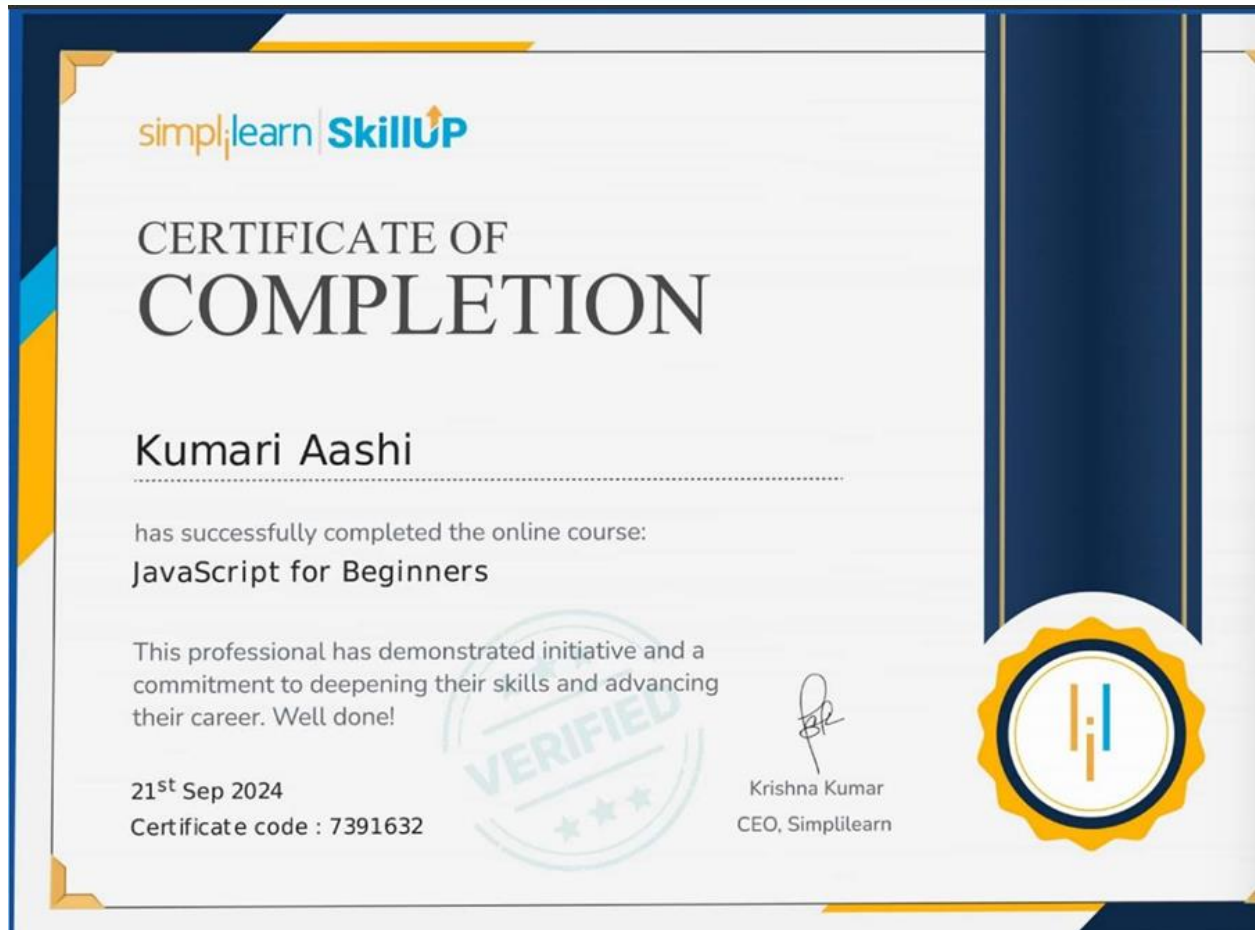 simplilearn | SkillUP
CERTIFICATE OF
COMPLETION
Kumari Aashi
has successfully completed the online course:
JavaScript for Beginners
This professional has demonstrated initiative and a
commitment to deepening their skills and advancing
their career. Well done!
VERIFIED
21st Sep 2024
Certificate code : 7391632
Krishna Kumar
CEO, Simplilearn